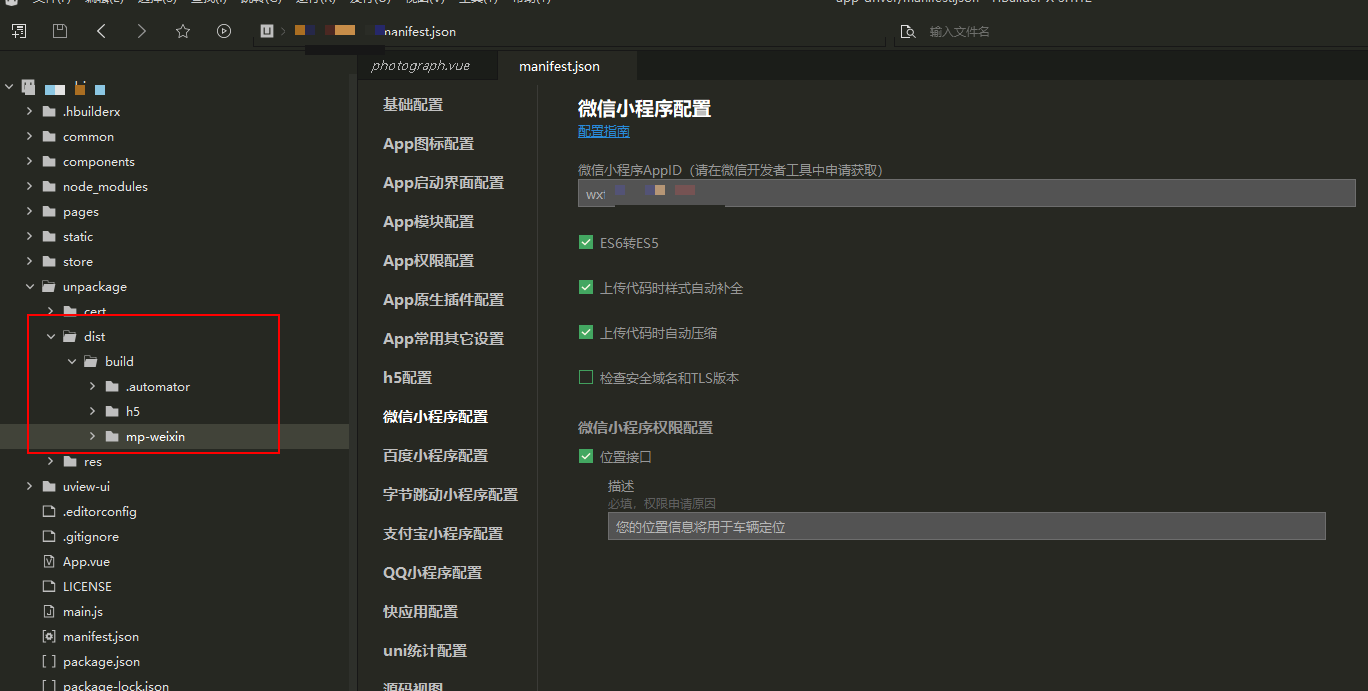 manifest.json
输入文件名
photograph.vue
manifest.json
.hbuilderx
common
components
node_modules
pages
static
store
unpackage
cert
dist
build
.automator
h5
mp-weixin
res
uview-ui
.editorconfig
.gitignore
App.vue
LICENSE
main.js
manifest.json
package.json
package-lock.json
基础配置
App图标配置
App启动界面配置
App模块配置
App权限配置
App原生插件配置
App常用其它设置
h5配置
微信小程序配置
百度小程序配置
字节跳动小程序配置
支付宝小程序配置
QQ小程序配置
快应用配置
uni统计配置
源码视图
微信小程序配置
配置指南
微信小程序AppID（请在微信开发者工具中申请获取）
ES6转ES5
上传代码时样式自动补全
上传代码时自动压缩
检查安全域名和TLS版本
微信小程序权限配置
位置接口
描述
必填，权限申请原因
您的位置信息将用于车辆定位